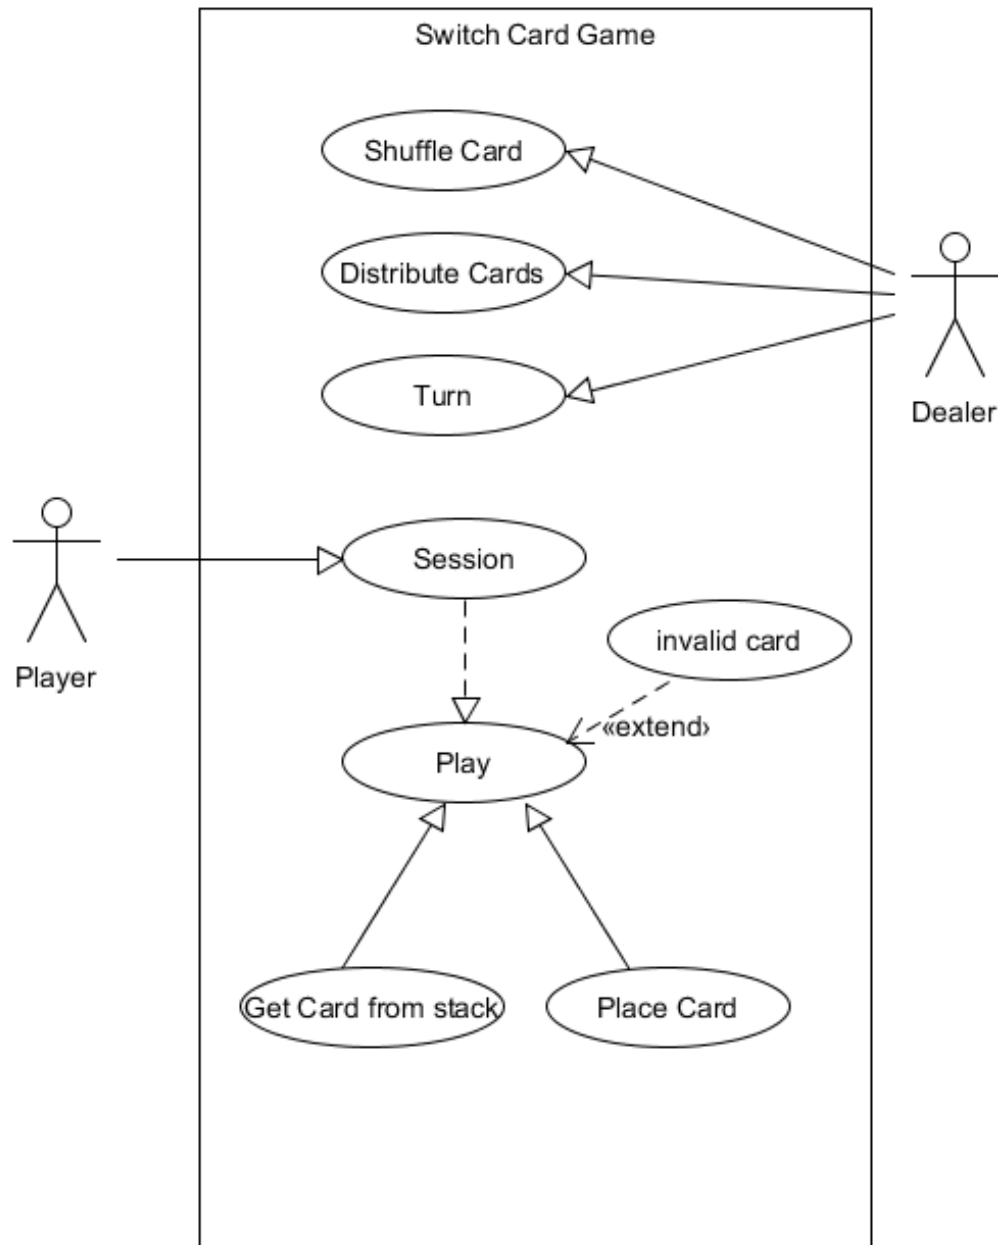 Switch Card Game
Shuffle Card
Distribute Cards
Turn
Dealer
Session
Player
invalid card
«extend›
Play
Get Card from stack
Place Card